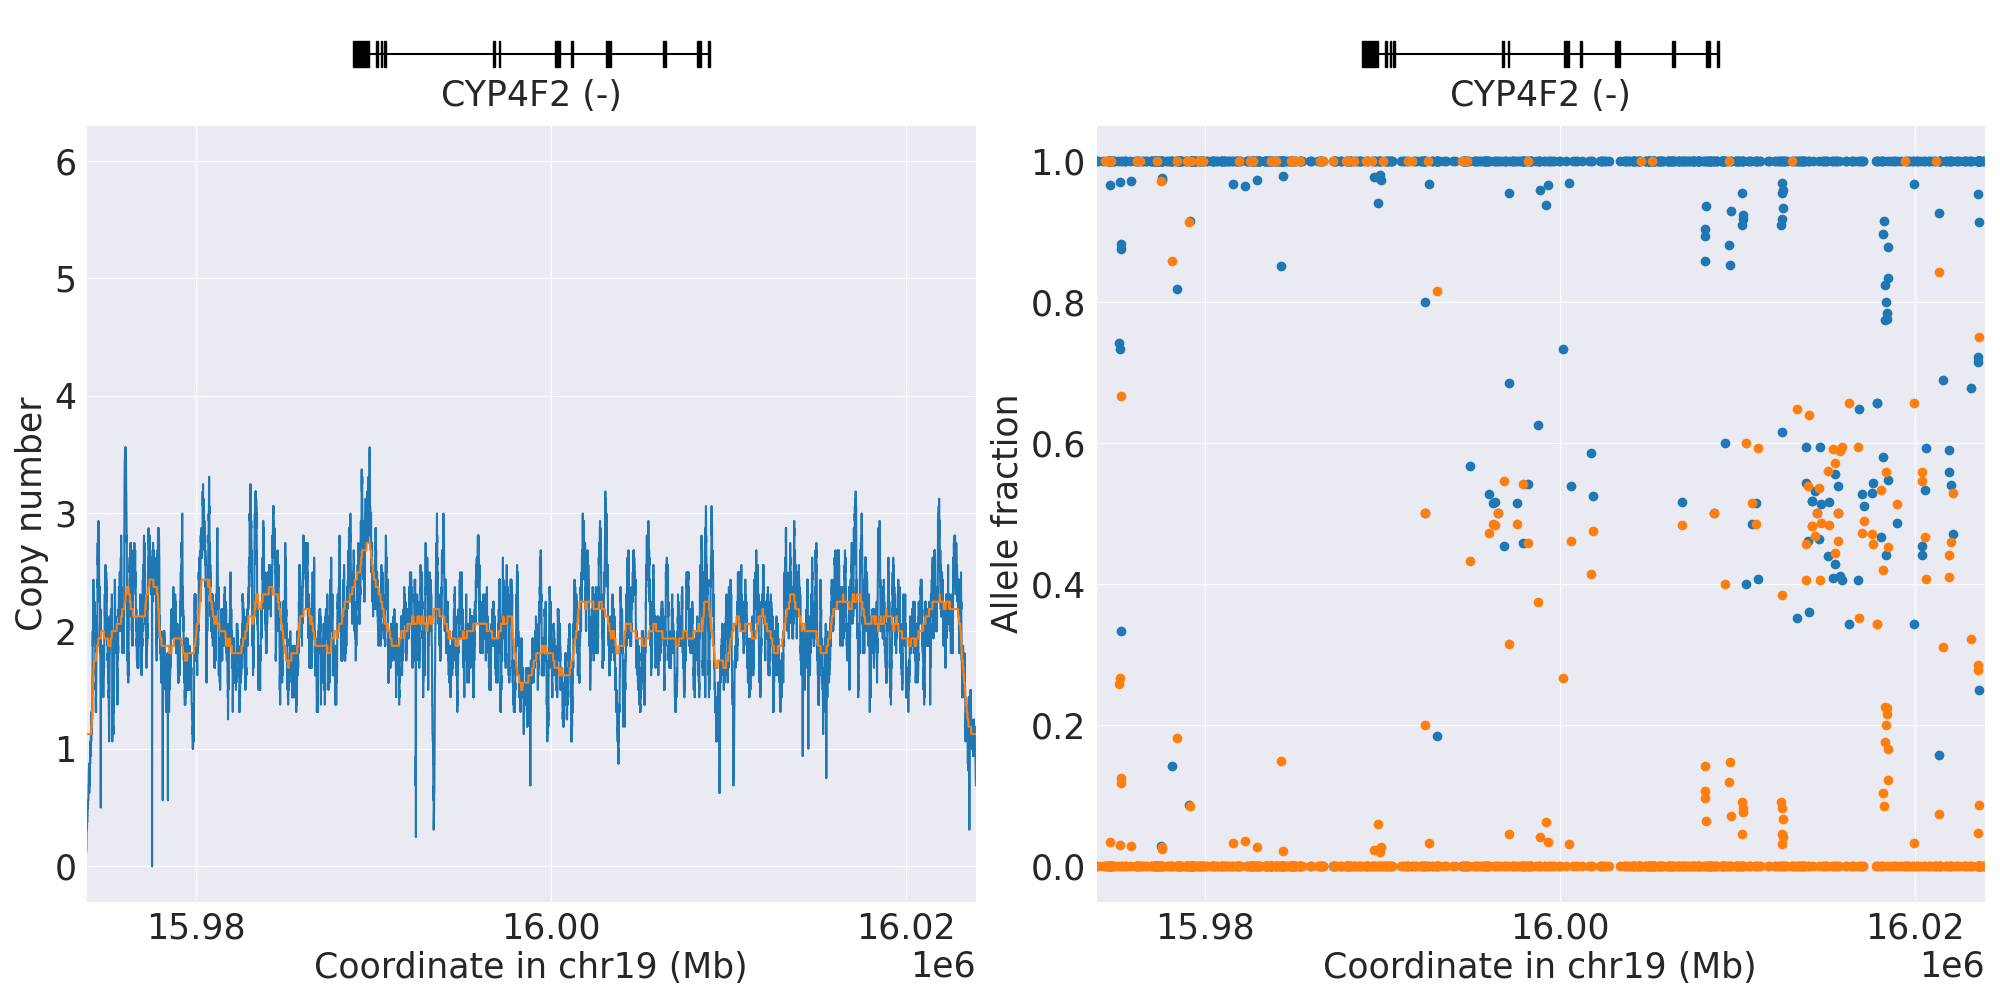 CYP4F2 (-)
6
5
4
3
2
1
0
Copy number
15.98
16.00
16.02
Coordinate in chr19 (Mb)
1e6
CYP4F2 (-)
1.0
0.8
0.6
0.4
0.2
0.0
Allele fraction
15.98
16.00
16.02
Coordinate in chr19 (Mb)
1e6